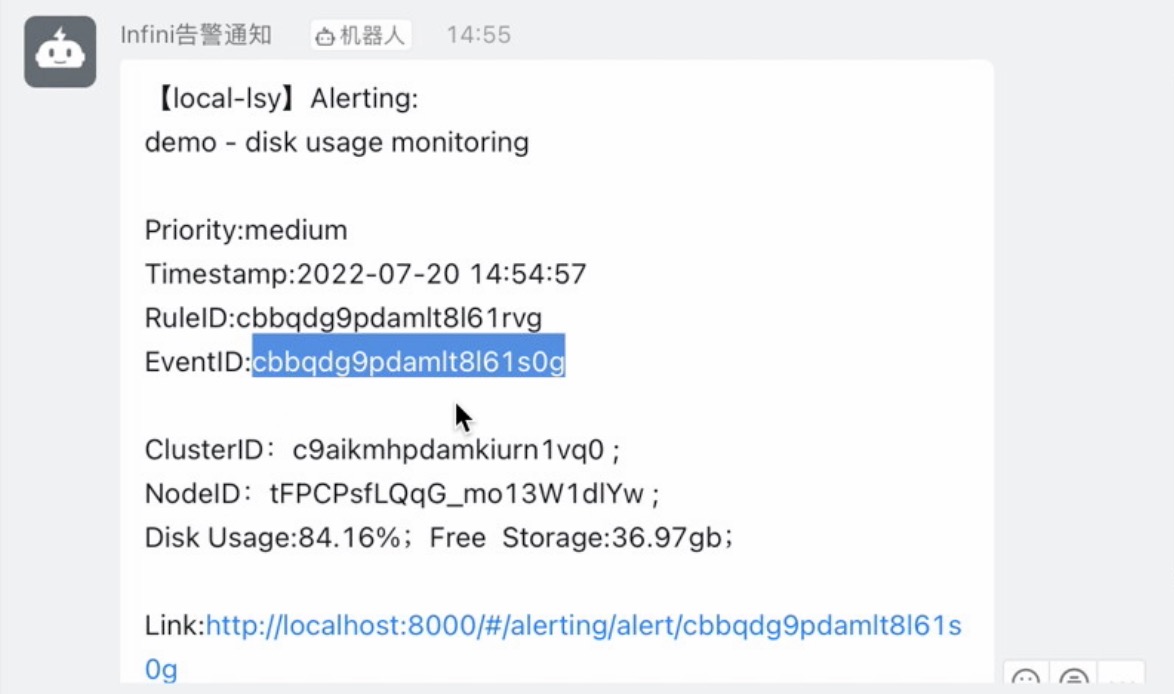 Infini告警通知 机器人 14:55
【local-lsy】Alerting:
demo - disk usage monitoring
Priority:medium
Timestamp:2022-07-20 14:54:57
RuleID:cbbqdg9pdamlt8l61rvg
EventID:cbbqdg9pdamlt8l61s0g
ClusterID：c9aikmhpdamkiurn1vq0 ;
NodeID：tFPCPsfLQqG_mo13W1dlYw ;
Disk Usage:84.16%；Free Storage:36.97gb；
Link:http://localhost:8000/#/alerting/alert/cbbqdg9pdamlt8l61s
0g